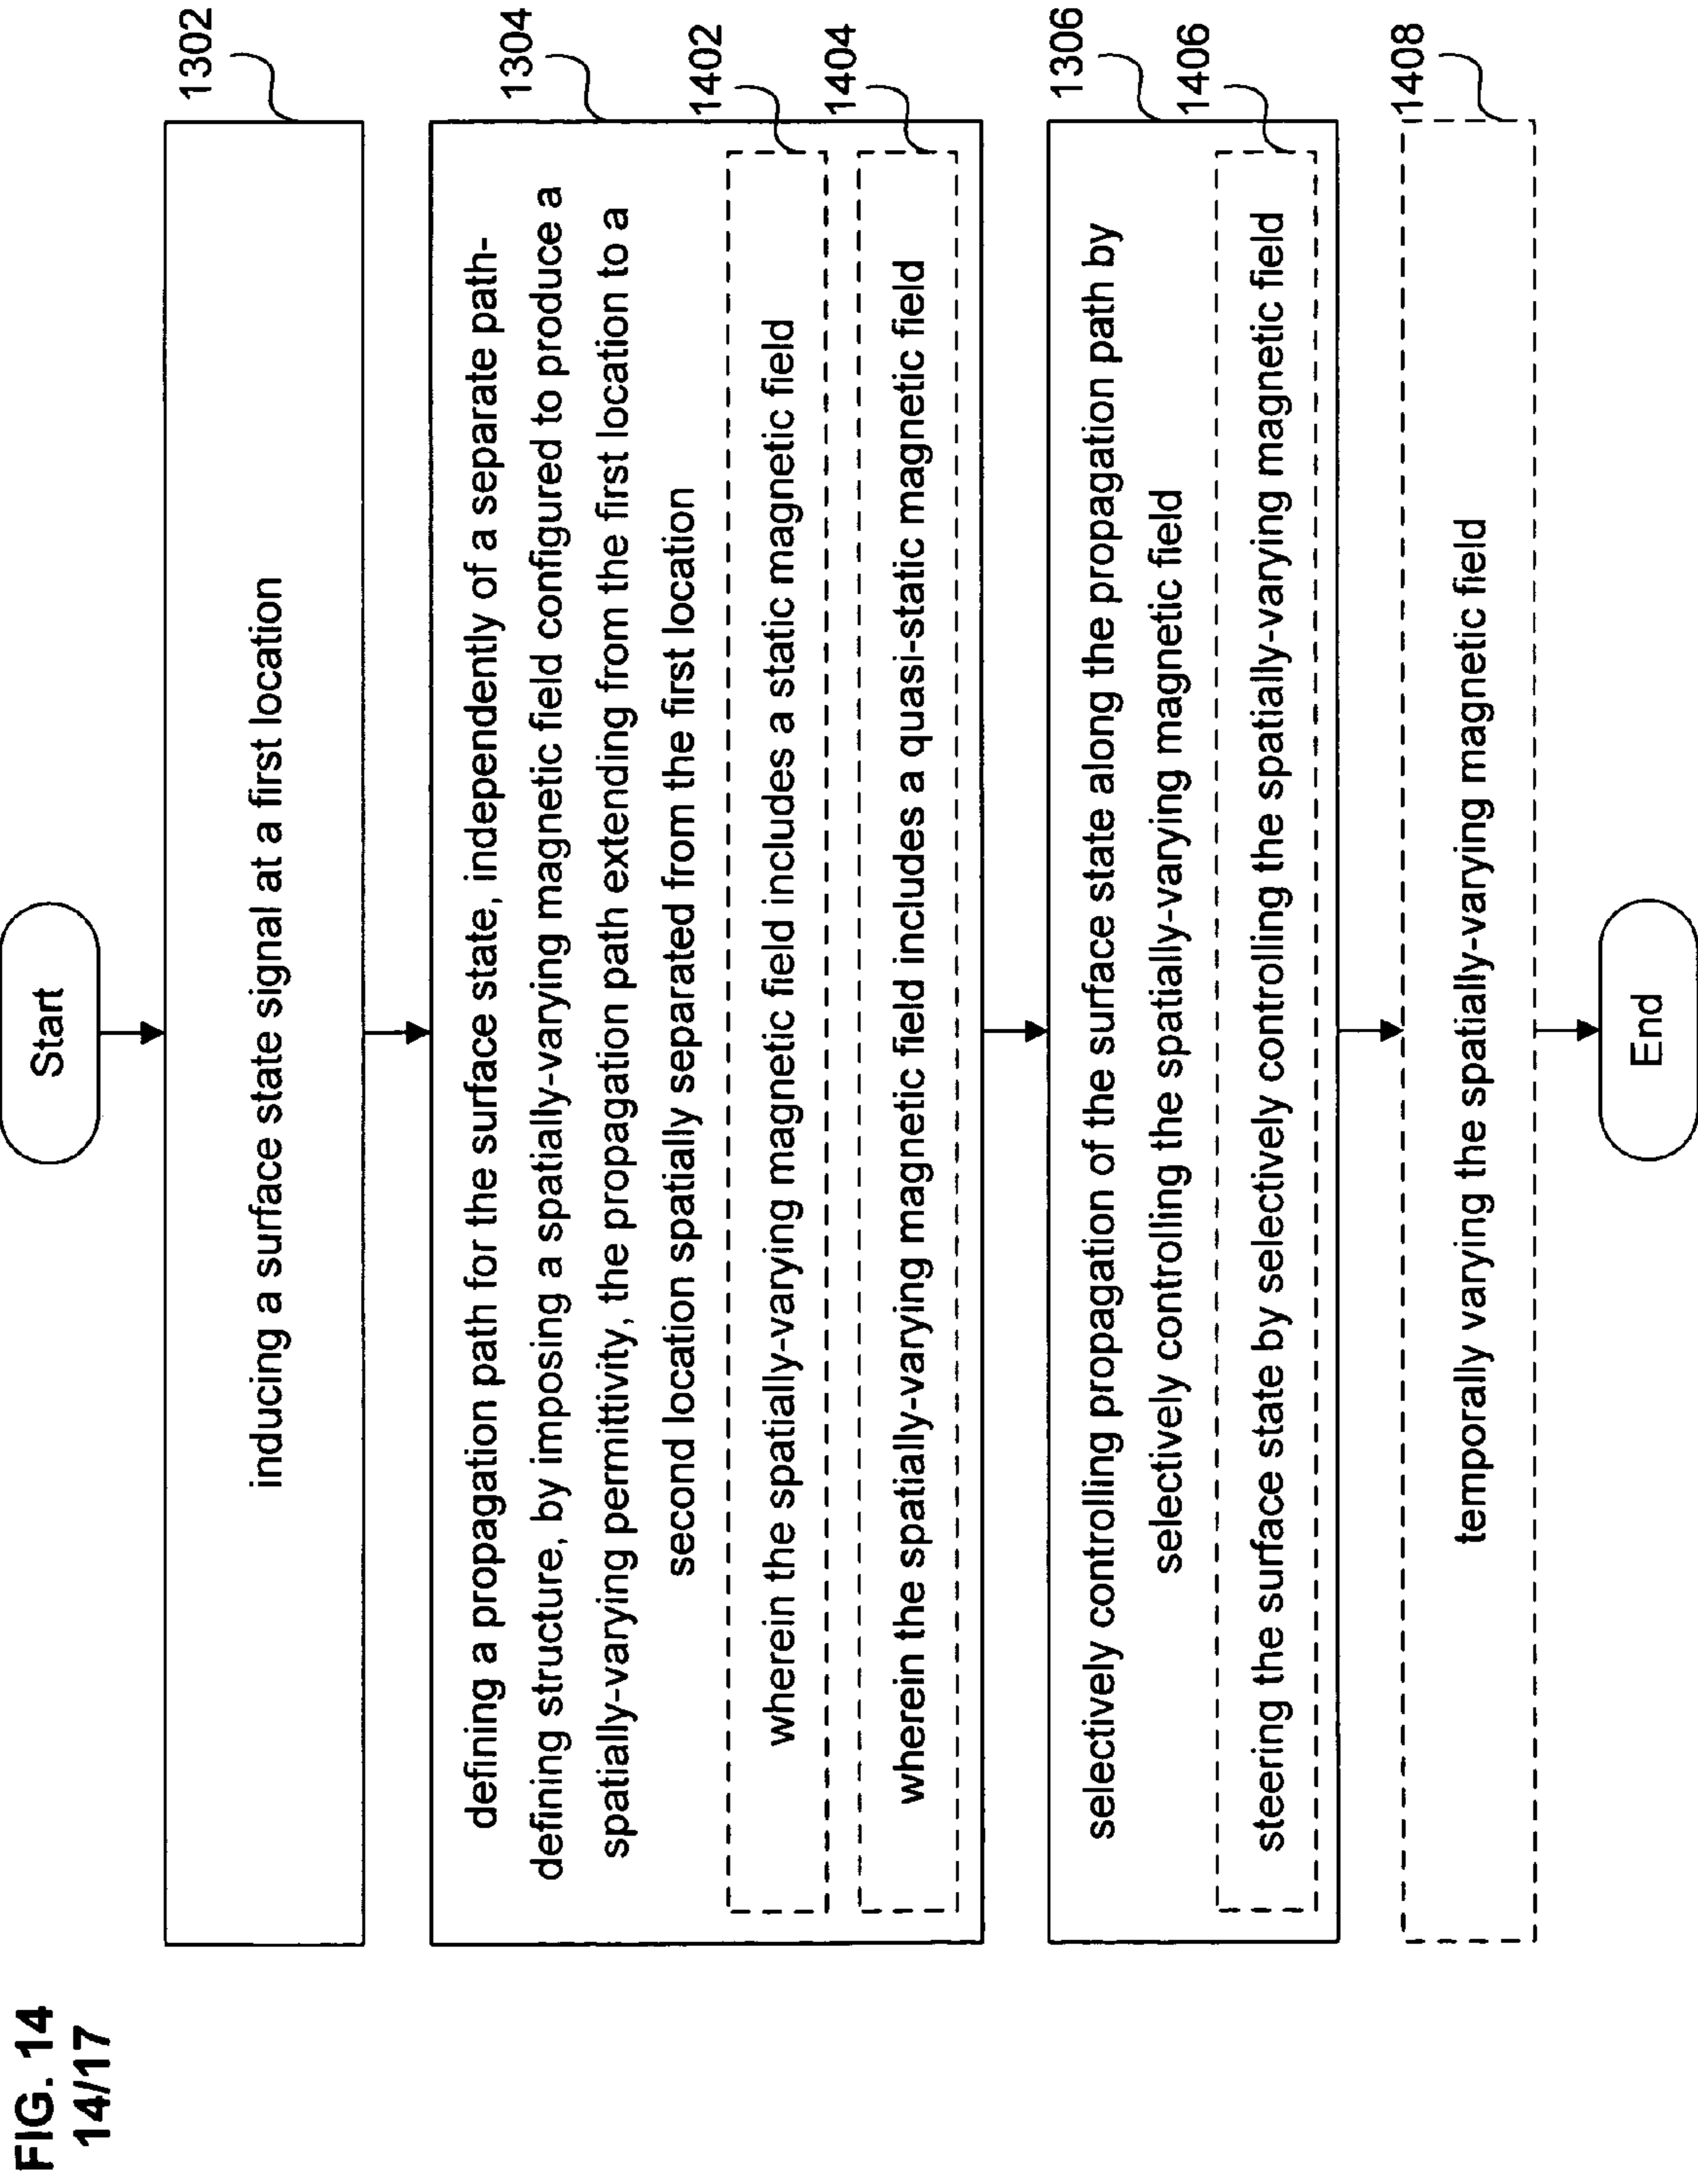 FIG. 14
14/17
Start
1302
inducing a surface state signal at a first location
1304
defining a propagation path for the surface state, independently of a separate path-
defining structure, by imposing a spatially-varying magnetic field configured to produce a
spatially-varying permittivity, the propagation path extending from the first location to a
second location spatially separated from the first location
1402
wherein the spatially-varying magnetic field includes a static magnetic field
1404
wherein the spatially-varying magnetic field includes a quasi-static magnetic field
1306
selectively controlling propagation of the surface state along the propagation path by
selectively controlling the spatially-varying magnetic field
1406
steering the surface state by selectively controlling the spatially-varying magnetic field
1408
temporally varying the spatially-varying magnetic field
End